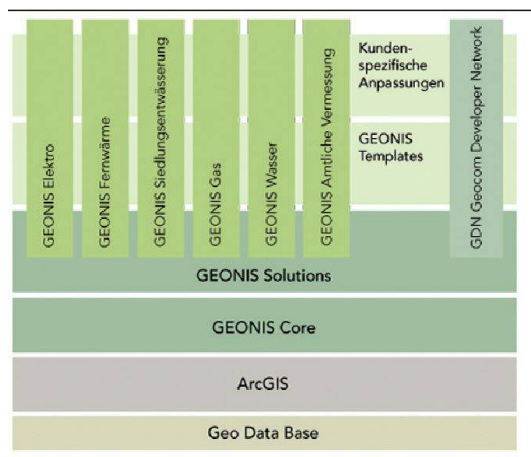 GEONIS Elektro
GEONIS Fernwärme
GEONIS Siedlungsentwässerung
GEONIS Gas
GEONIS Wasser
GEONIS Amtliche Vermessung
Kunden-
spezifische
Anpassungen
GEONIS
Templates
GDN Geocom Developer Network
GEONIS Solutions
GEONIS Core
ArcGIS
Geo Data Base